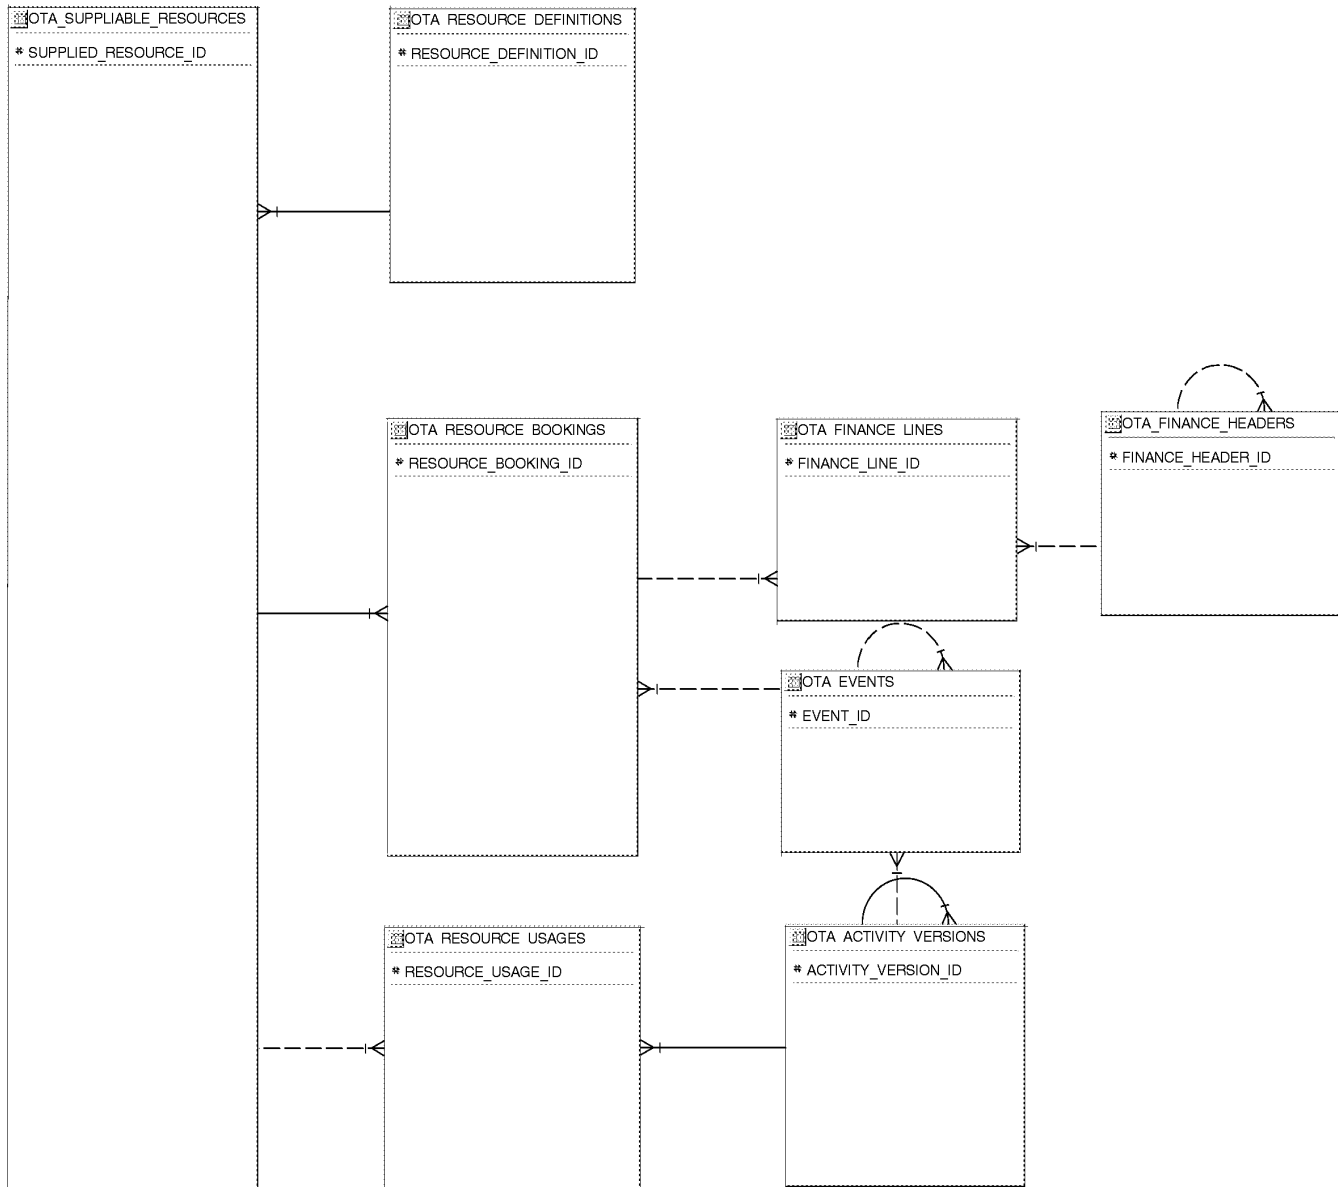 OTA_SUPPLIABLE_RESOURCES
# SUPPLIED_RESOURCE_ID
OTA RESOURCE DEFINITIONS
# RESOURCE_DEFINITION_ID
OTA RESOURCE BOOKINGS
# RESOURCE_BOOKING_ID
OTA FINANCE LINES
# FINANCE_LINE_ID
OTA_FINANCE_HEADERS
# FINANCE_HEADER_ID
OTA EVENTS
# EVENT_ID
OTA RESOURCE USAGES
# RESOURCE_USAGE_ID
OTA ACTIVITY VERSIONS
# ACTIVITY_VERSION_ID